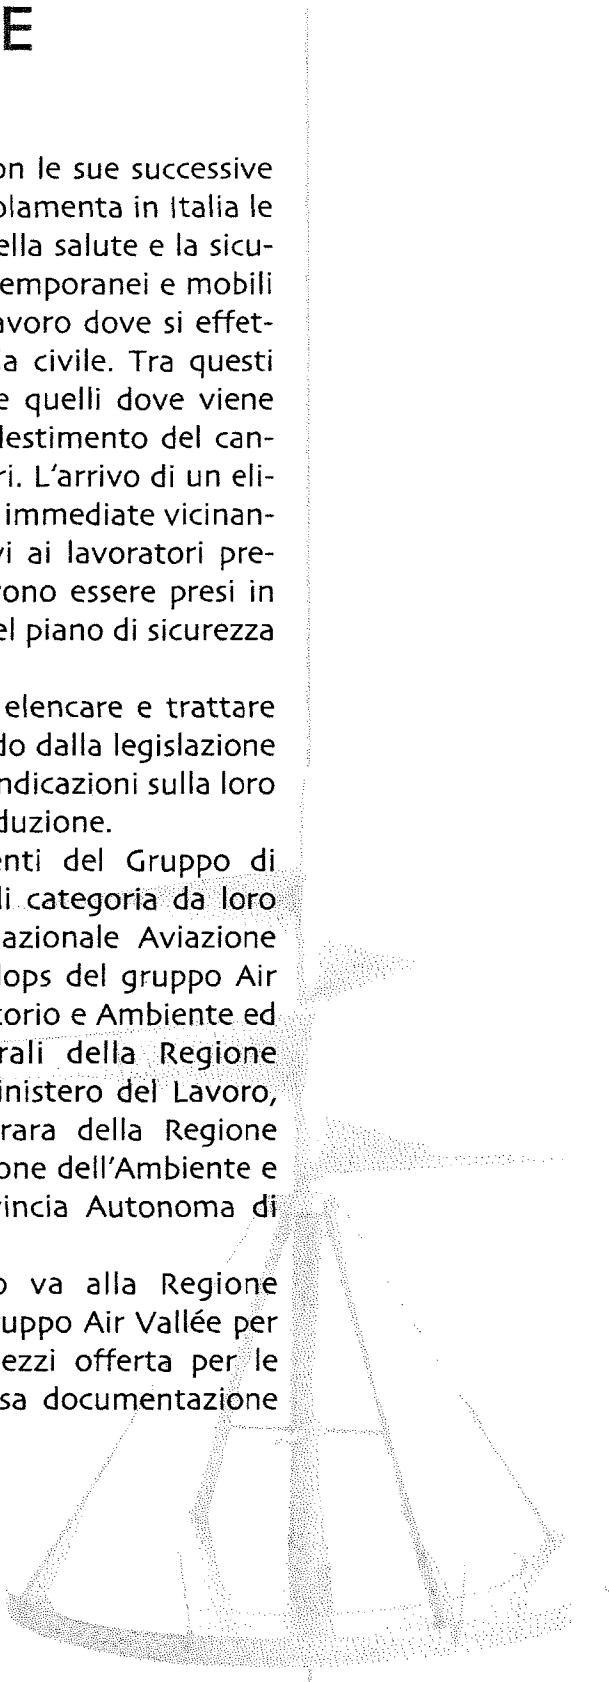 E
on le sue successive
olamenta in Italia le
ella salute e la sicu-
emporanei e mobili
avoro dove si effet-
ia civile. Tra questi
e quelli dove viene
lestimento del can-
ri. L'arrivo di un eli-
immediate vicinan-
vi ai lavoratori pre-
rono essere presi in
el piano di sicurezza
elencare e trattare
do dalla legislazione
ndicazioni sulla loro
duzione.
enti del Gruppo di
di categoria da loro
azionale Aviazione
lops del gruppo Air
torio e Ambiente ed
rali della Regione
inistero del Lavoro,
rara della Regione
one dell'Ambiente e
vincia Autonoma di
o va alla Regione
uppo Air Vallée per
ezzi offerta per le
sa documentazione